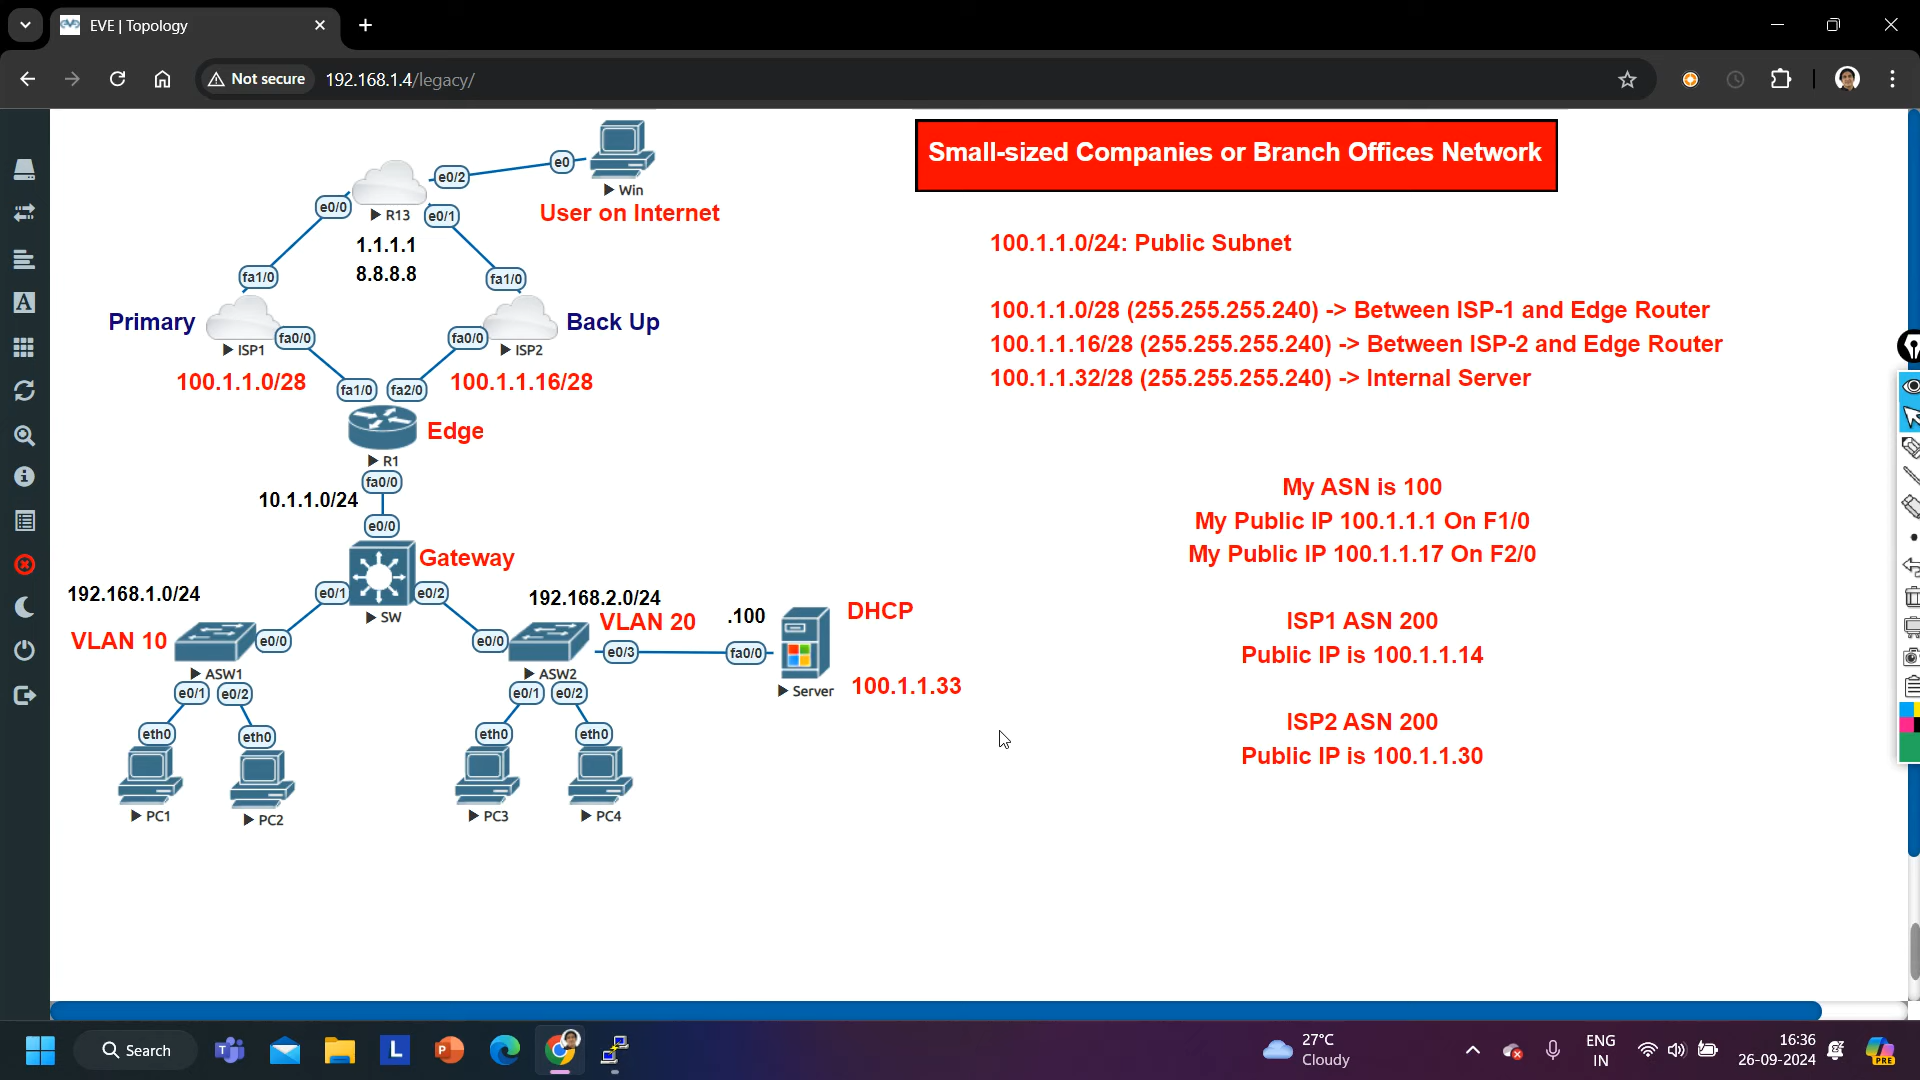 EVE | Topology
Not secure
192.168.1.4/legacy/
Small-sized Companies or Branch Offices Network
e0
e0/2
Win
User on Internet
e0/0
R13
e0/1
1.1.1.1
8.8.8.8
fa1/0
fa1/0
Primary
Back Up
fa0/0
fa0/0
ISP1
ISP2
100.1.1.0/28
100.1.1.16/28
fa1/0
fa2/0
Edge
R1
fa0/0
10.1.1.0/24
e0/0
Gateway
192.168.1.0/24
e0/1
e0/2
192.168.2.0/24
SW
VLAN 10
e0/0
e0/0
VLAN 20
.100
DHCP
e0/3
fa0/0
ASW1
ASW2
Server
100.1.1.33
e0/1
e0/2
e0/1
e0/2
eth0
eth0
eth0
eth0
PC1
PC2
PC3
PC4
100.1.1.0/24: Public Subnet
100.1.1.0/28 (255.255.255.240) -> Between ISP-1 and Edge Router
100.1.1.16/28 (255.255.255.240) -> Between ISP-2 and Edge Router
100.1.1.32/28 (255.255.255.240) -> Internal Server
My ASN is 100
My Public IP 100.1.1.1 On F1/0
My Public IP 100.1.1.17 On F2/0
ISP1 ASN 200
Public IP is 100.1.1.14
ISP2 ASN 200
Public IP is 100.1.1.30
Search
L
P
27°C
Cloudy
ENG
IN
16:36
26-09-2024
PRE